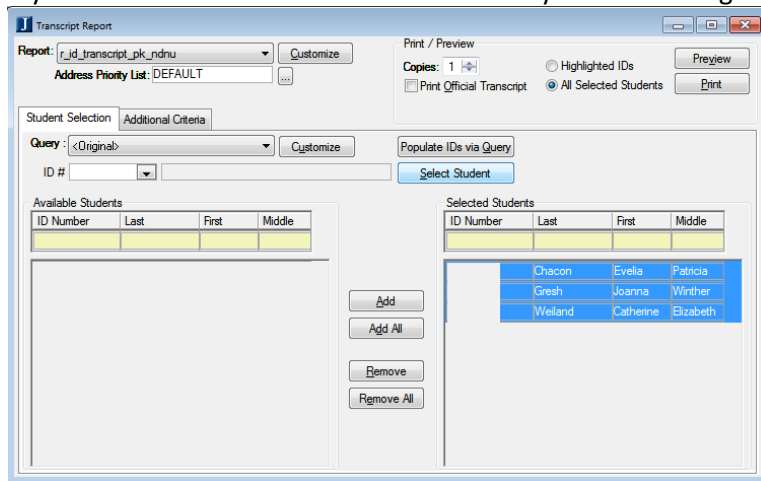 Transcript Report
Report: r_id_transcript_pk_ndnu Customize
Address Priority List: DEFAULT ...
Print / Preview
Copies: 1 Highlighted IDs Preview
Print Official Transcript All Selected Students Print
Student Selection Additional Criteria
Query : <Original> Customize Populate IDs via Query
ID # Select Student
Available Students Selected Students
ID Number Last First Middle ID Number Last First Middle
Chacon Evelia Patricia
Gresh Joanna Winther
Weiland Catherine Elizabeth
Add
Add All
Remove
Remove All